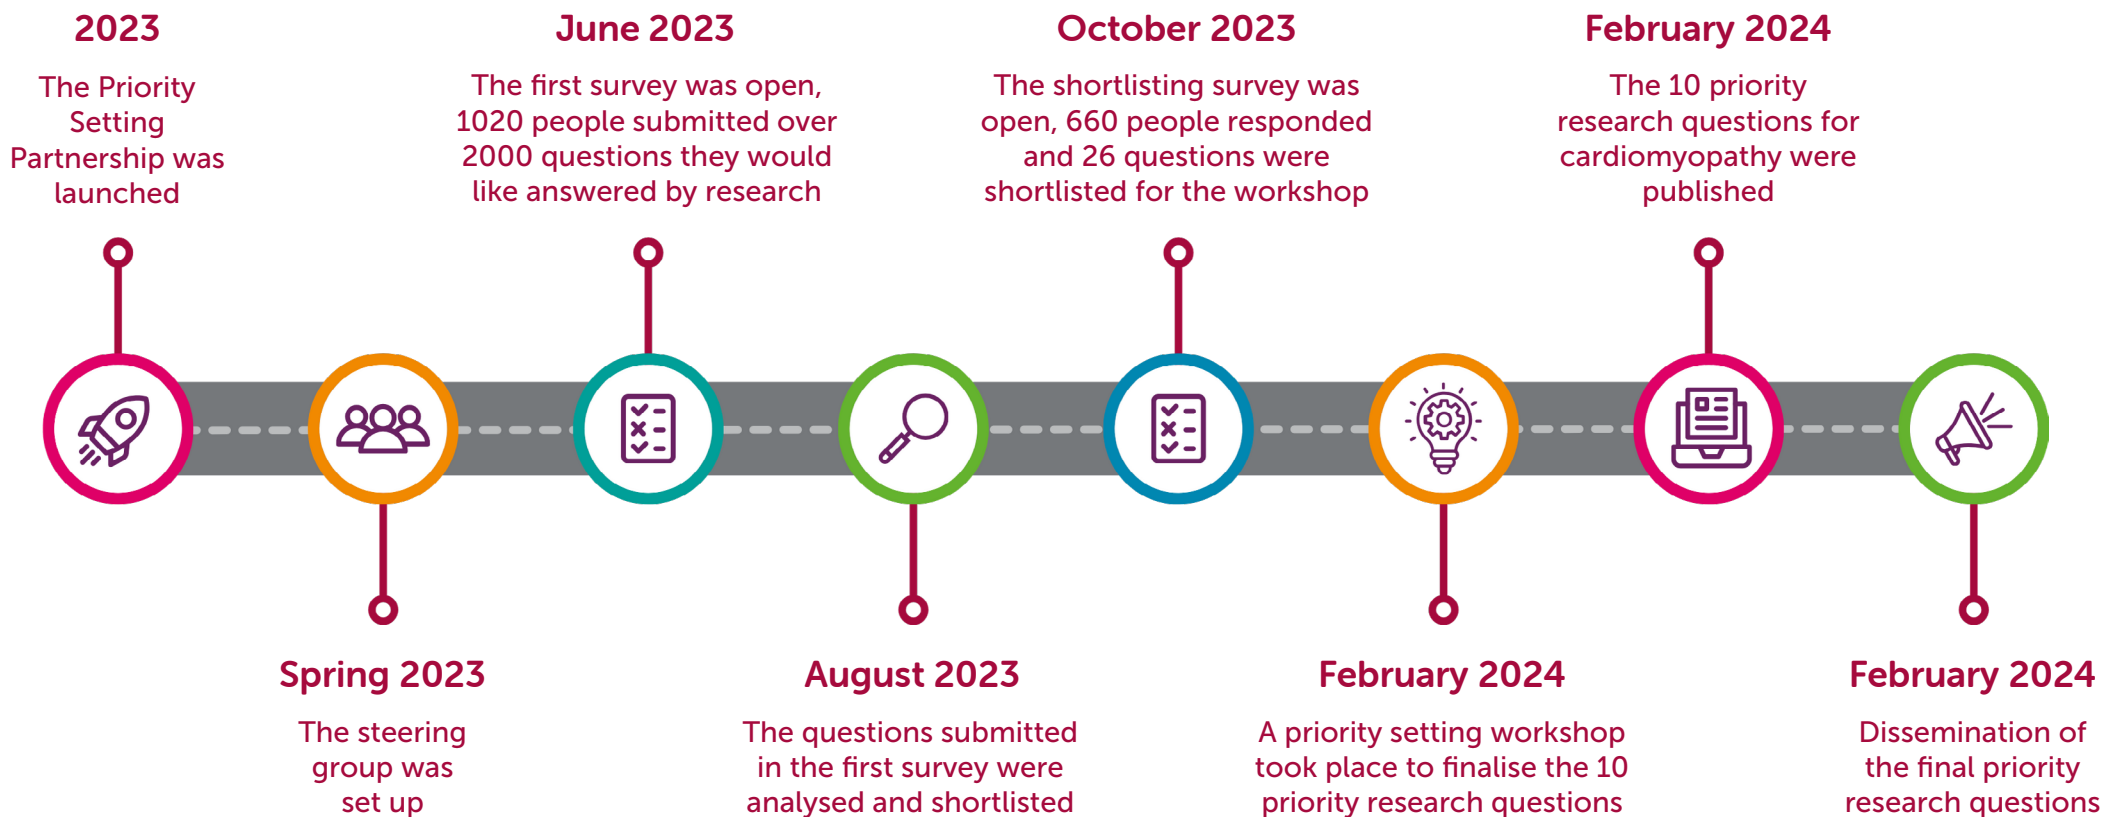 2023
The Priority
Setting
Partnership was
launched
June 2023
The first survey was open,
1020 people submitted over
2000 questions they would
like answered by research
October 2023
The shortlisting survey was
open, 660 people responded
and 26 questions were
shortlisted for the workshop
February 2024
The 10 priority
research questions for
cardiomyopathy were
published
Spring 2023
The steering
group was
set up
August 2023
The questions submitted
in the first survey were
analysed and shortlisted
February 2024
A priority setting workshop
took place to finalise the 10
priority research questions
February 2024
Dissemination of
the final priority
research questions